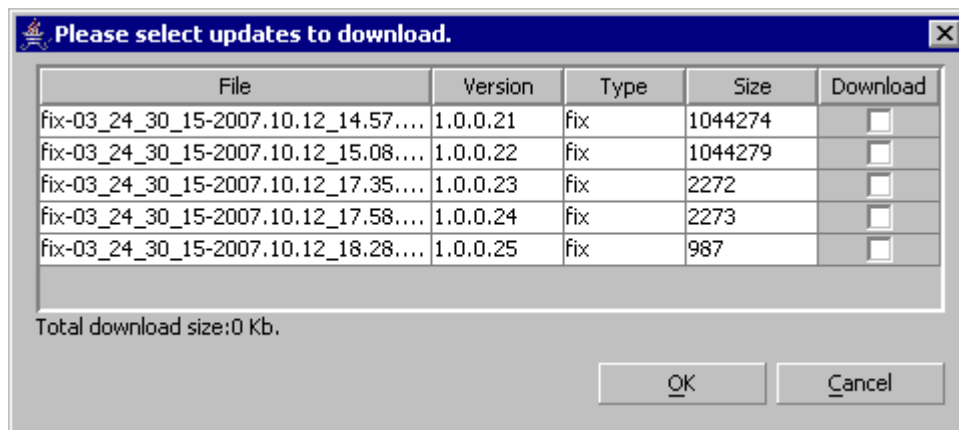 Please select updates to download.
File Version Type Size Download
fix-03_24_30_15-2007.10.12_14.57.... 1.0.0.21 fix 1044274
fix-03_24_30_15-2007.10.12_15.08.... 1.0.0.22 fix 1044279
fix-03_24_30_15-2007.10.12_17.35.... 1.0.0.23 fix 2272
fix-03_24_30_15-2007.10.12_17.58.... 1.0.0.24 fix 2273
fix-03_24_30_15-2007.10.12_18.28.... 1.0.0.25 fix 987
Total download size:0 Kb.
OK Cancel